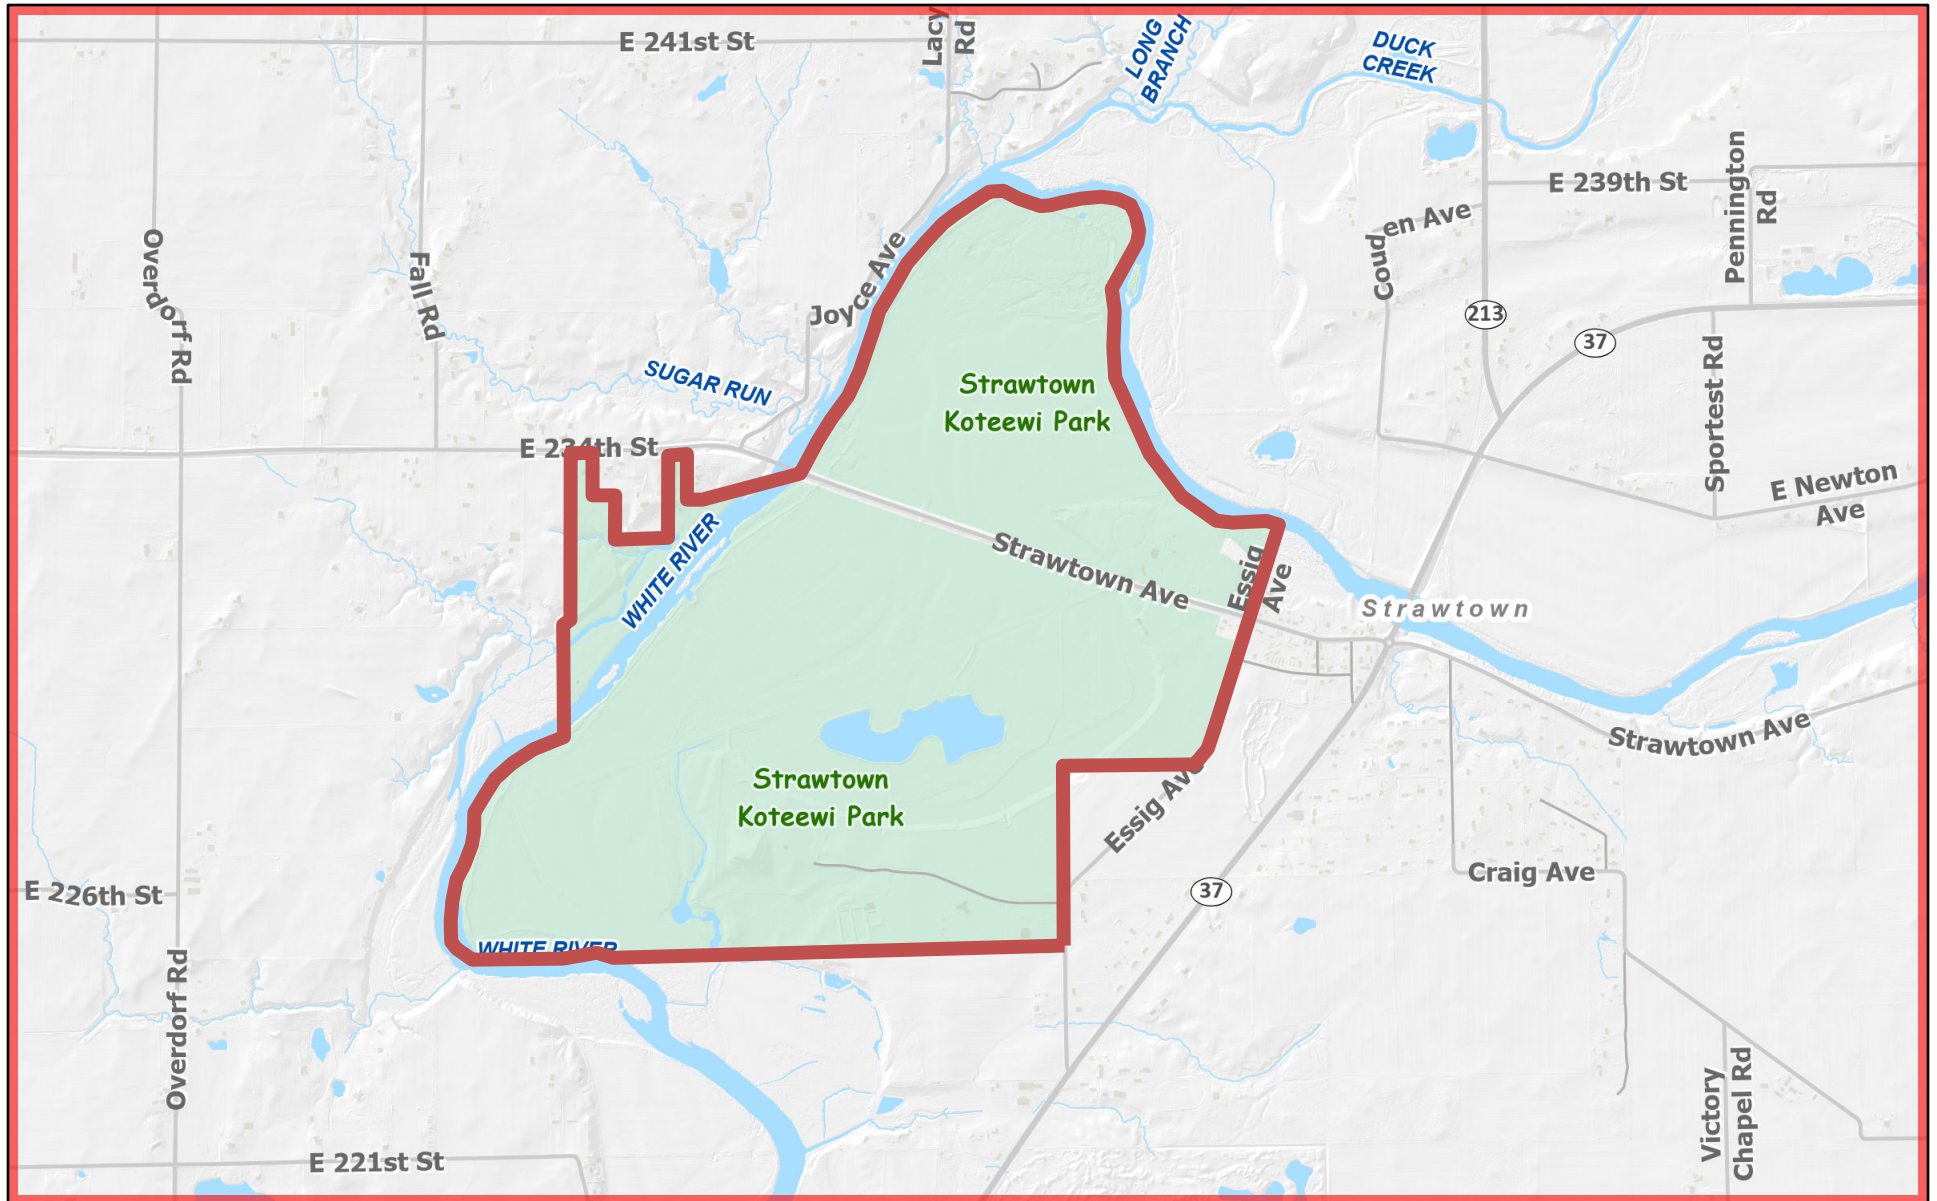 E 241st St
Lacy
Rd
LONG
BRANCH
DUCK
CREEK
E 239th St
Pennington
Rd
Couden Ave
Overdorf Rd
Fall Rd
Joyce Ave
213
37
SUGAR RUN
Strawtown
Koteewi Park
Sportest Rd
E 234th St
E Newton
Ave
WHITE RIVER
Strawtown Ave
Essig
Ave
Strawtown
Strawtown Ave
Strawtown
Koteewi Park
Essig Ave
Craig Ave
37
E 226th St
WHITE RIVER
Overdorf Rd
Victory
Chapel Rd
E 221st St